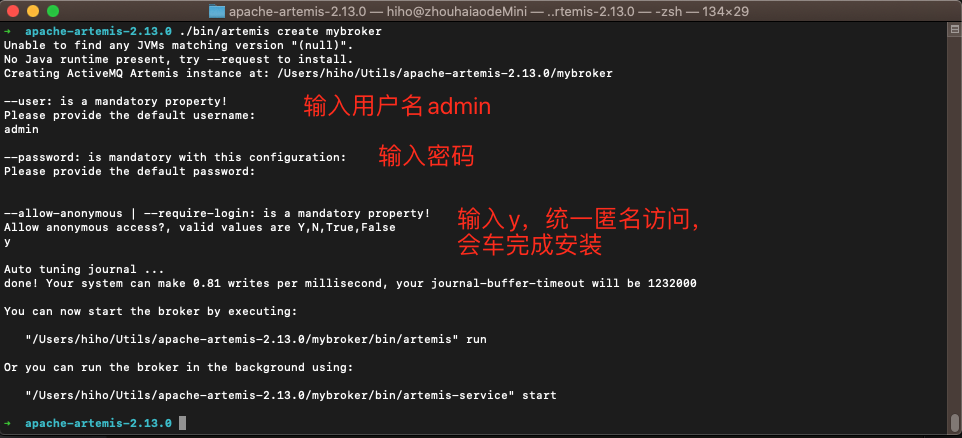 apache-artemis-2.13.0 — hiho@zhouhaiaodeMini — ..rtemis-2.13.0 — -zsh — 134×29
→ apache-artemis-2.13.0 ./bin/artemis create mybroker
Unable to find any JVMs matching version "(null)".
No Java runtime present, try --request to install.
Creating ActiveMQ Artemis instance at: /Users/hiho/Utils/apache-artemis-2.13.0/mybroker
--user: is a mandatory property!
Please provide the default username:
输入用户名admin
admin
--password: is mandatory with this configuration:
输入密码
Please provide the default password:
--allow-anonymous | --require-login: is a mandatory property!
输入y，统一匿名访问，
Allow anonymous access?, valid values are Y,N,True,False
会车完成安装
y
Auto tuning journal ...
done! Your system can make 0.81 writes per millisecond, your journal-buffer-timeout will be 1232000
You can now start the broker by executing:
"/Users/hiho/Utils/apache-artemis-2.13.0/mybroker/bin/artemis" run
Or you can run the broker in the background using:
"/Users/hiho/Utils/apache-artemis-2.13.0/mybroker/bin/artemis-service" start
→ apache-artemis-2.13.0